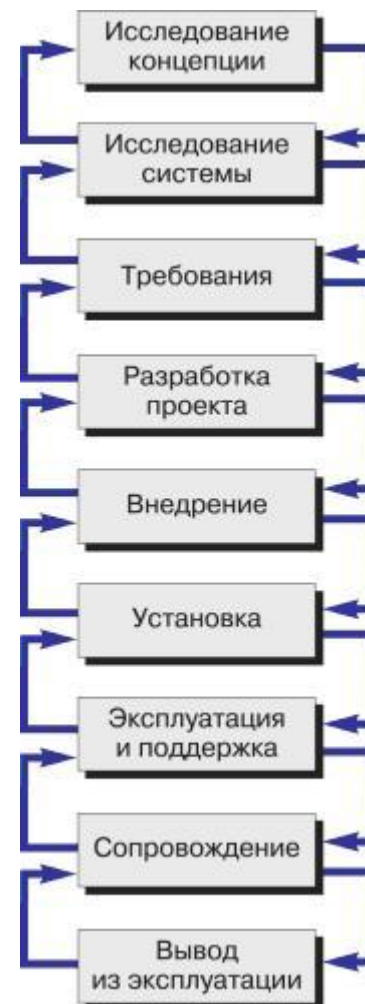 Исследование
концепции
Исследование
системы
Требования
Разработка
проекта
Внедрение
Установка
Эксплуатация
и поддержка
Сопровождение
Вывод
из эксплуатации